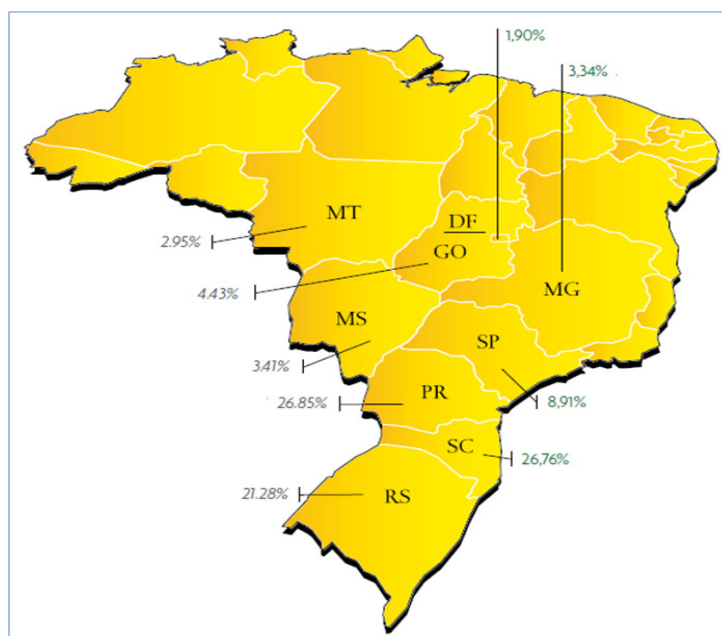 1,90%
3,34%
MT
DF
2.95%
GO
4.43%
MG
MS
SP
3.41%
PR
26.85%
8,91%
SC
26,76%
21.28%
RS